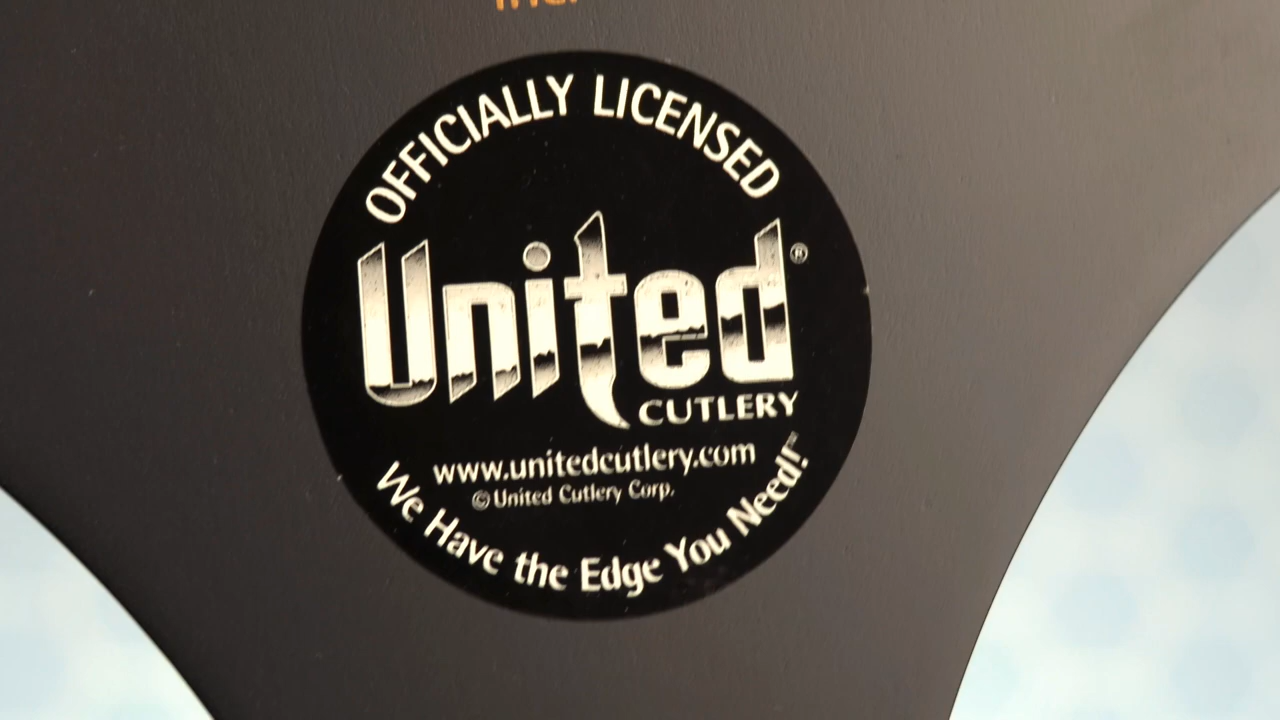 OFFICIALLY LICENSED
United®
CUTLERY
www.unitedcutlery.com
© United Cutlery Corp.
We Have the Edge You Need!™